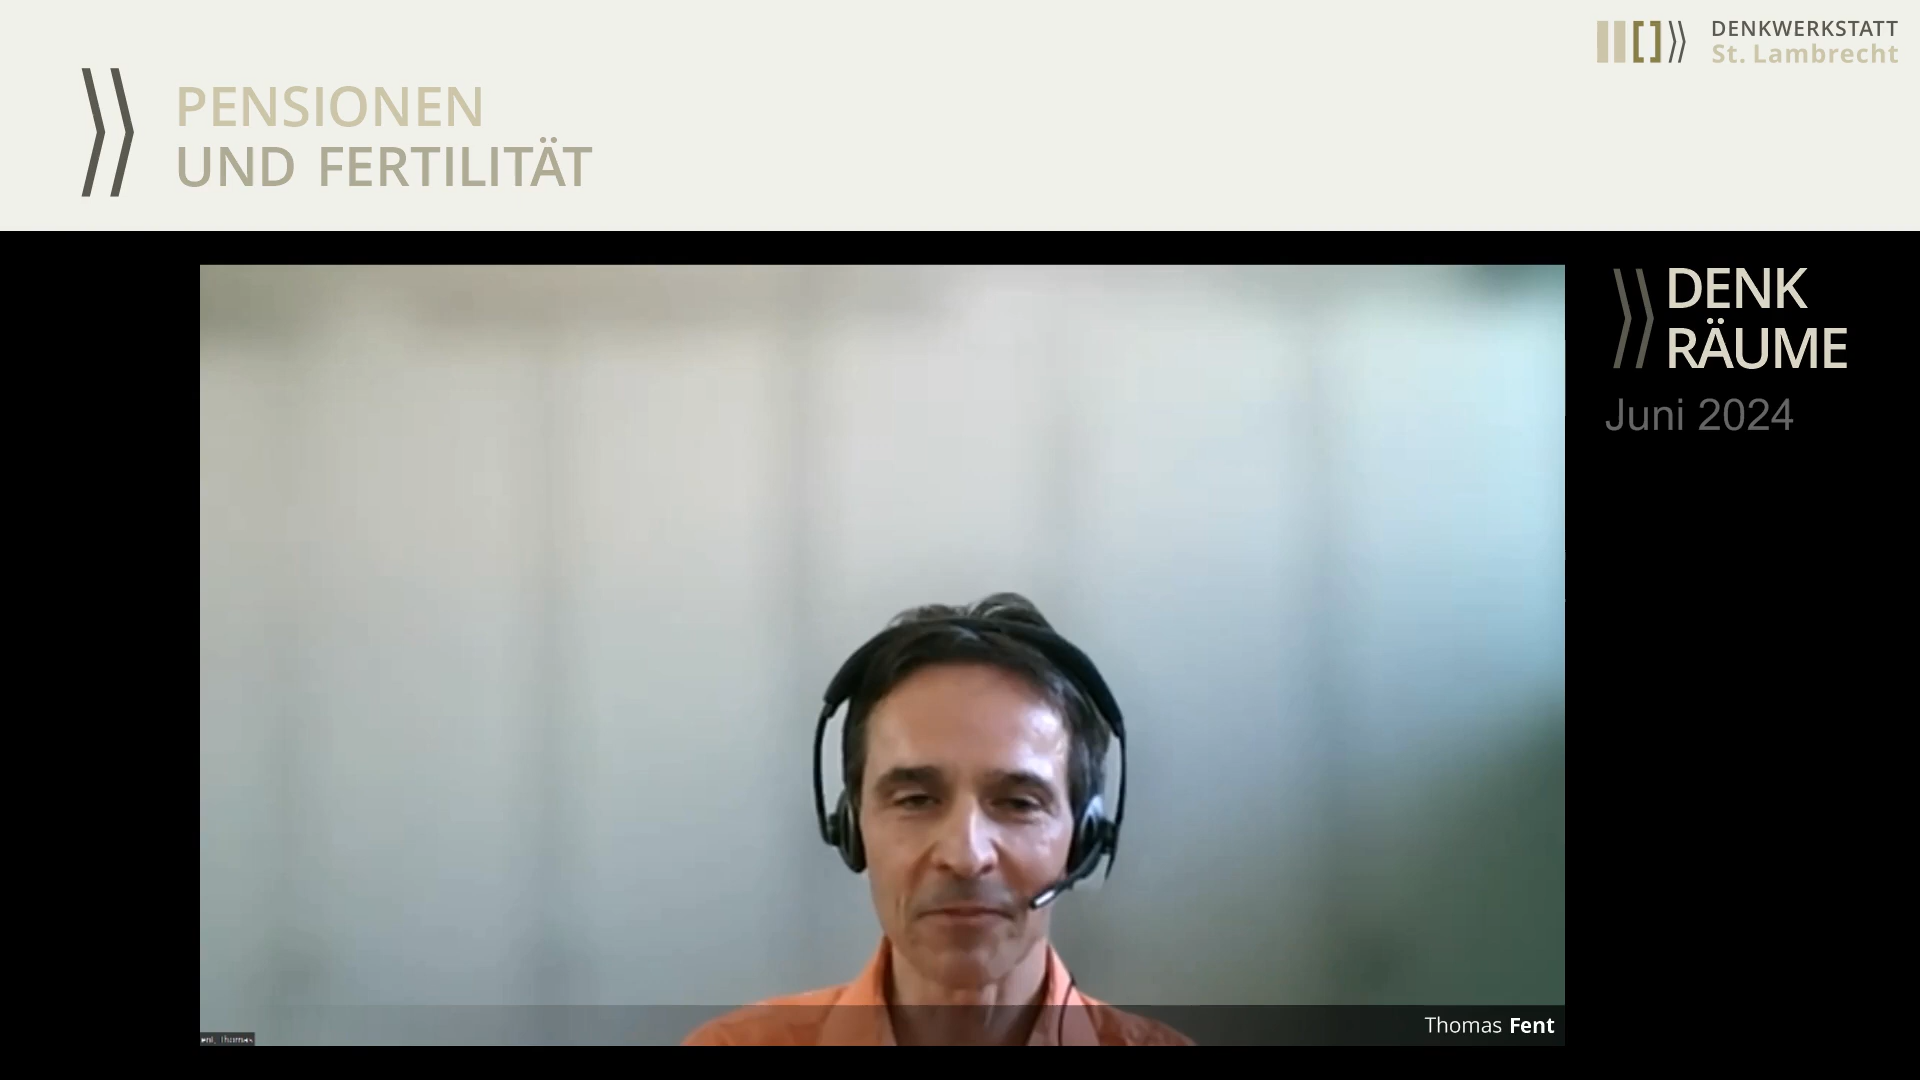 DENKWERKSTATT
St. Lambrecht
PENSIONEN
UND FERTILITÄT
DENK
RÄUME
Juni 2024
Thomas Fent